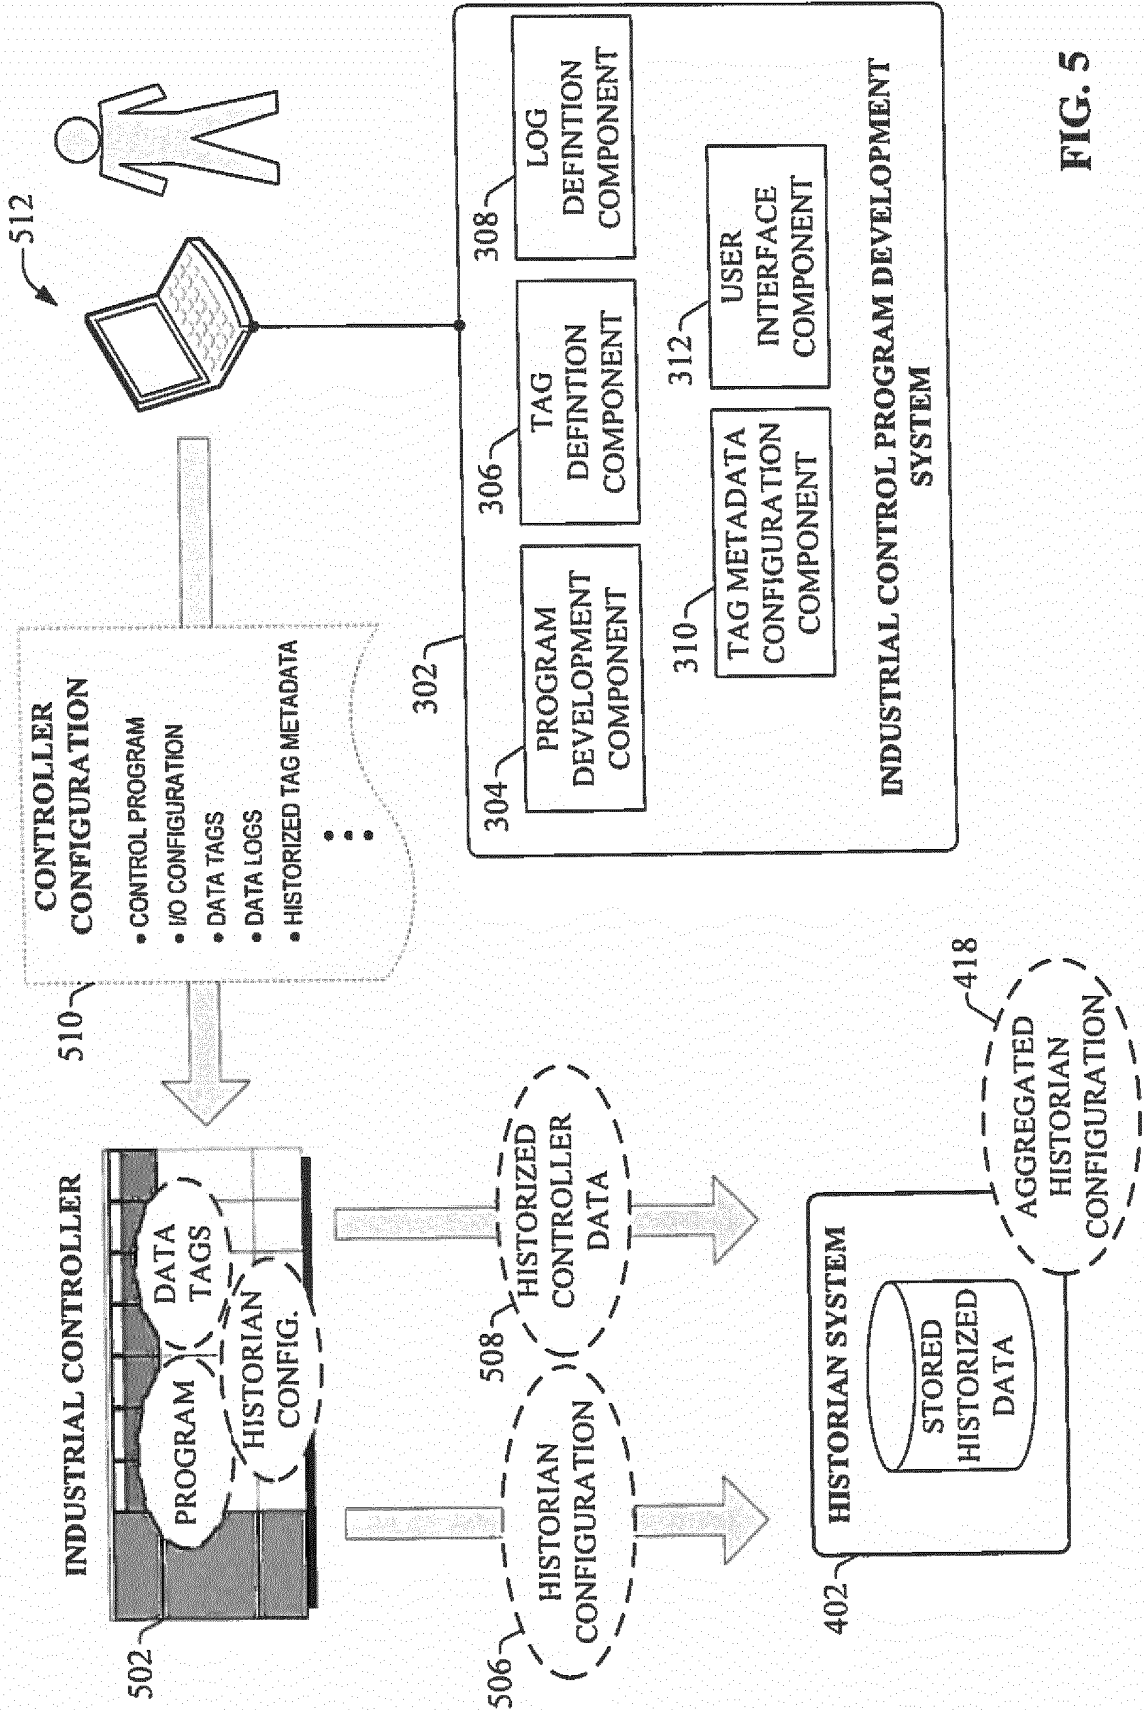 INDUSTRIAL CONTROLLER
502
PROGRAM
DATA
TAGS
HISTORIAN
CONFIG.
510
CONTROLLER
CONFIGURATION
• CONTROL PROGRAM
• I/O CONFIGURATION
• DATA TAGS
• DATA LOGS
• HISTORIZED TAG METADATA
512
506
HISTORIAN
CONFIGURATION
508
HISTORIZED
CONTROLLER
DATA
302
304
PROGRAM
DEVELOPMENT
COMPONENT
306
TAG
DEFINTION
COMPONENT
308
LOG
DEFINTION
COMPONENT
310
TAG METADATA
CONFIGURATION
COMPONENT
312
USER
INTERFACE
COMPONENT
INDUSTRIAL CONTROL PROGRAM DEVELOPMENT
SYSTEM
402
HISTORIAN SYSTEM
STORED
HISTORIZED
DATA
418
AGGREGATED
HISTORIAN
CONFIGURATION
FIG. 5